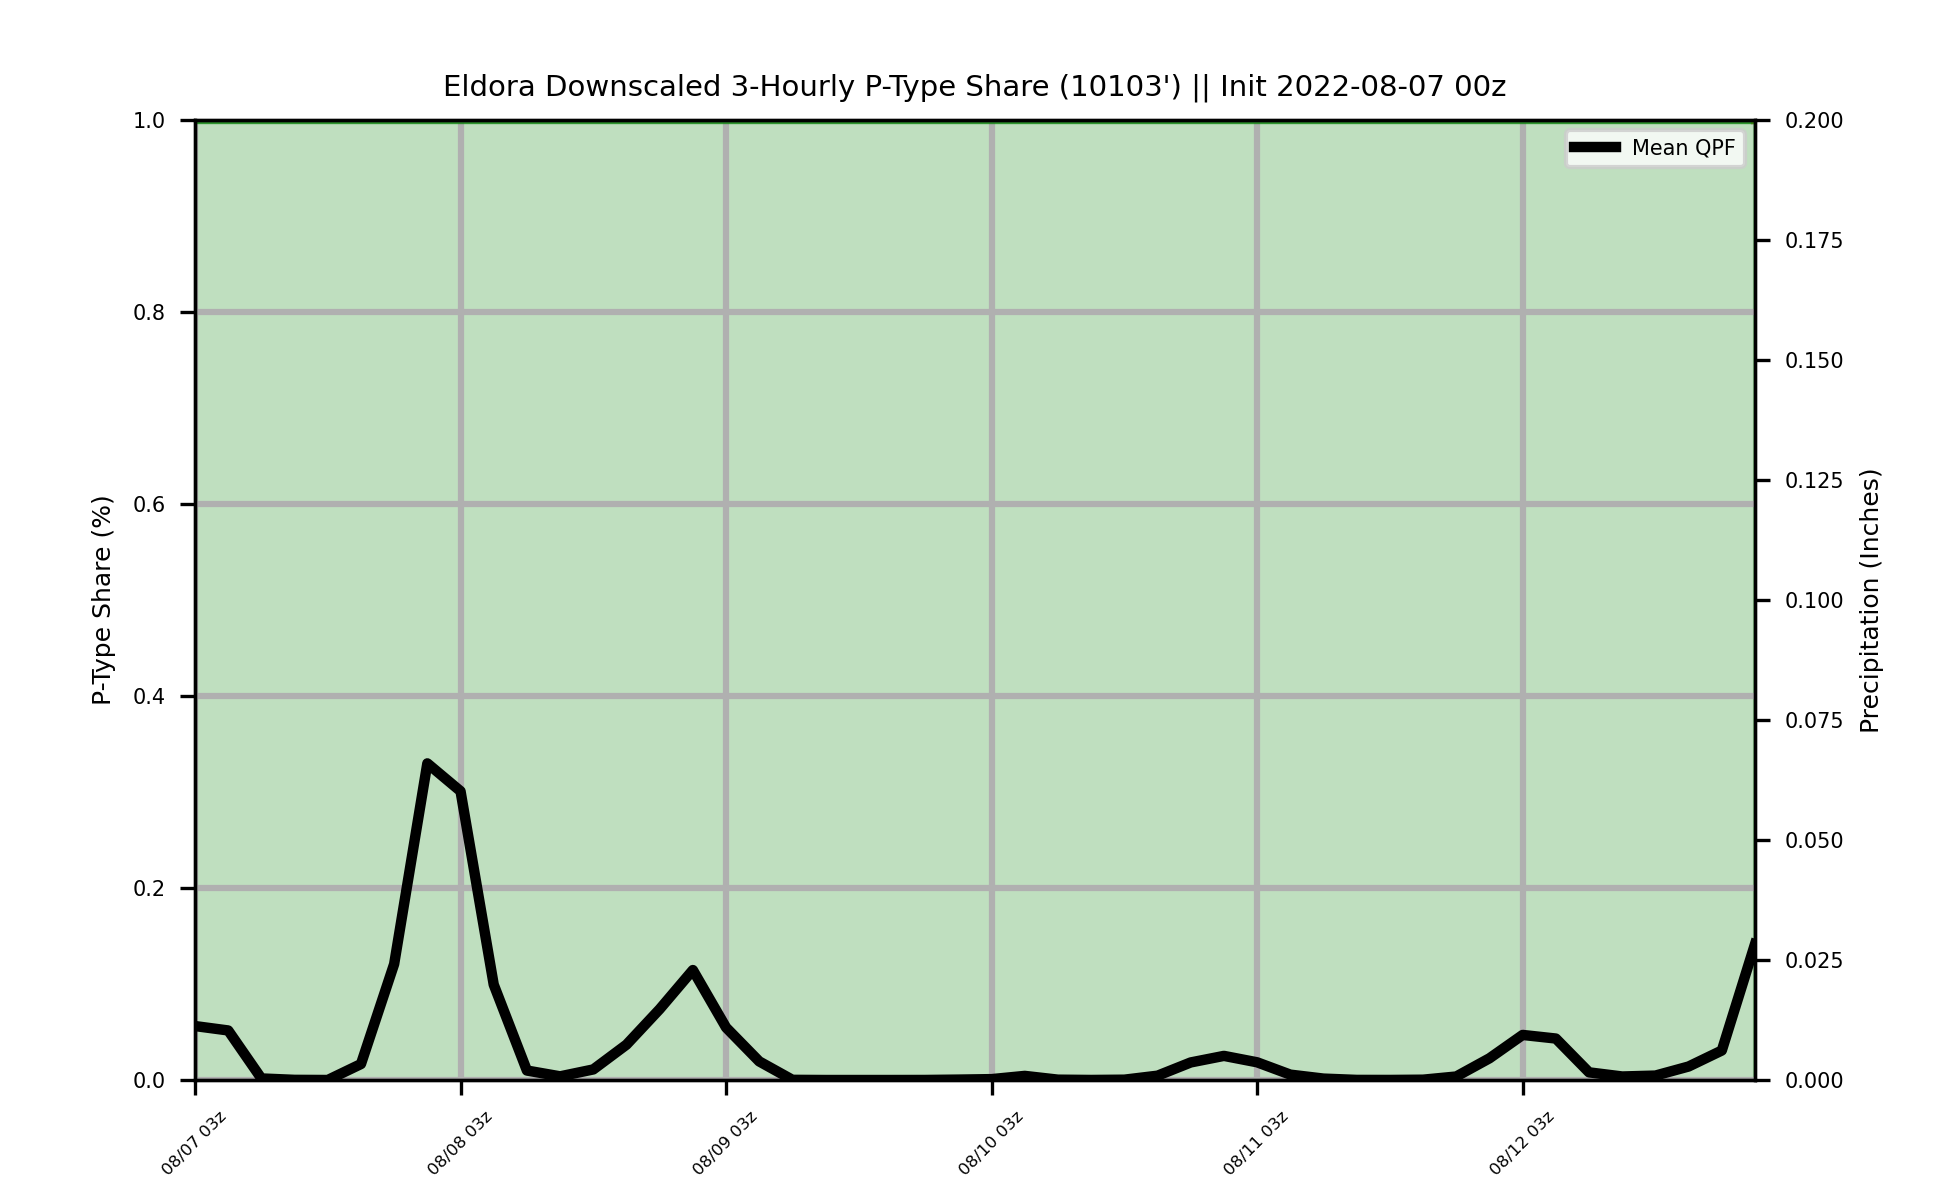 Eldora Downscaled 3-Hourly P-Type Share (10103') || Init 2022-08-07 00z
Mean QPF
P-Type Share (%)
1.0
0.8
0.6
0.4
0.2
0.0
0.200
0.175
0.150
0.125
0.100
0.075
0.050
0.025
0.000
Precipitation (Inches)
08/07 03z
08/08 03z
08/09 03z
08/10 03z
08/11 03z
08/12 03z